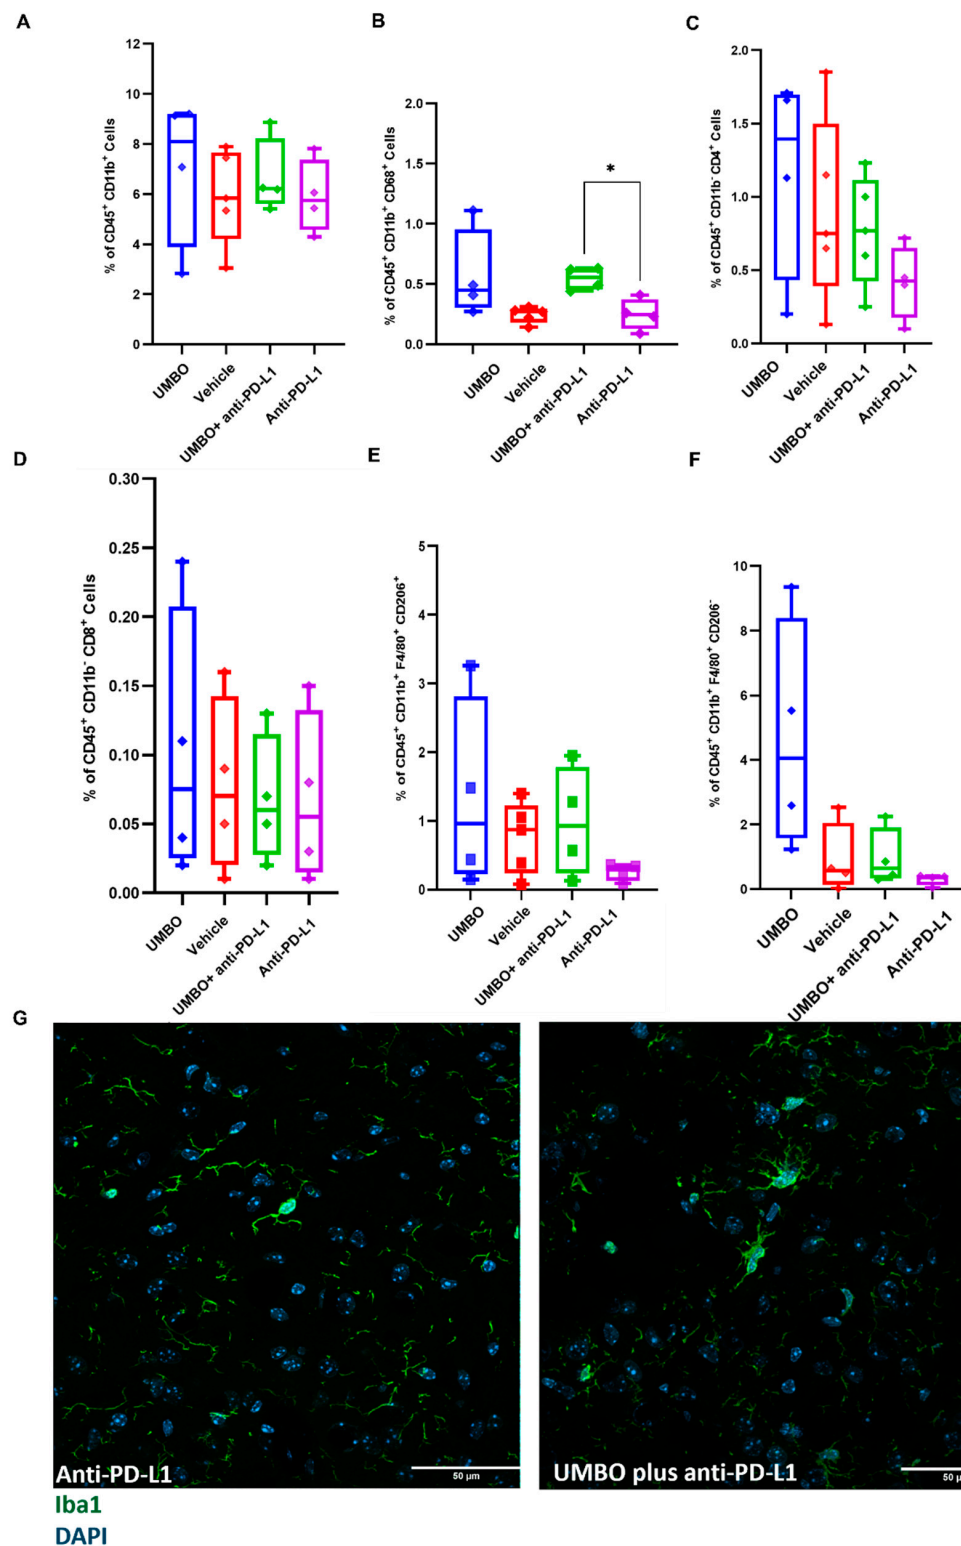 A
% of CD45⁺ CD11b⁺ Cells
12
10
8
6
4
2
0
UMBO
Vehicle
UMBO+ anti-PD-L1
Anti-PD-L1
B
% of CD45⁺ CD11b⁺ CD68⁺ Cells
2.0
1.5
1.0
0.5
0.0
*
UMBO
Vehicle
UMBO+ anti-PD-L1
Anti-PD-L1
C
% of CD45⁺ CD11b⁻ CD4⁺ Cells
2.0
1.5
1.0
0.5
0.0
UMBO
Vehicle
UMBO+ anti-PD-L1
Anti-PD-L1
D
% of CD45⁺ CD11b⁻ CD8⁺ Cells
0.30
0.25
0.20
0.15
0.10
0.05
0.00
UMBO
Vehicle
UMBO+ anti-PD-L1
Anti-PD-L1
E
% of CD45⁺ CD11b⁺ F4/80⁺ CD206⁺
5
4
3
2
1
0
UMBO
Vehicle
UMBO+ anti-PD-L1
Anti-PD-L1
F
% of CD45⁺ CD11b⁺ F4/80⁺ CD206⁻
10
8
6
4
2
0
UMBO
Vehicle
UMBO+ anti-PD-L1
Anti-PD-L1
G
Anti-PD-L1
50 µm
UMBO plus anti-PD-L1
50 µ
Iba1
DAPI